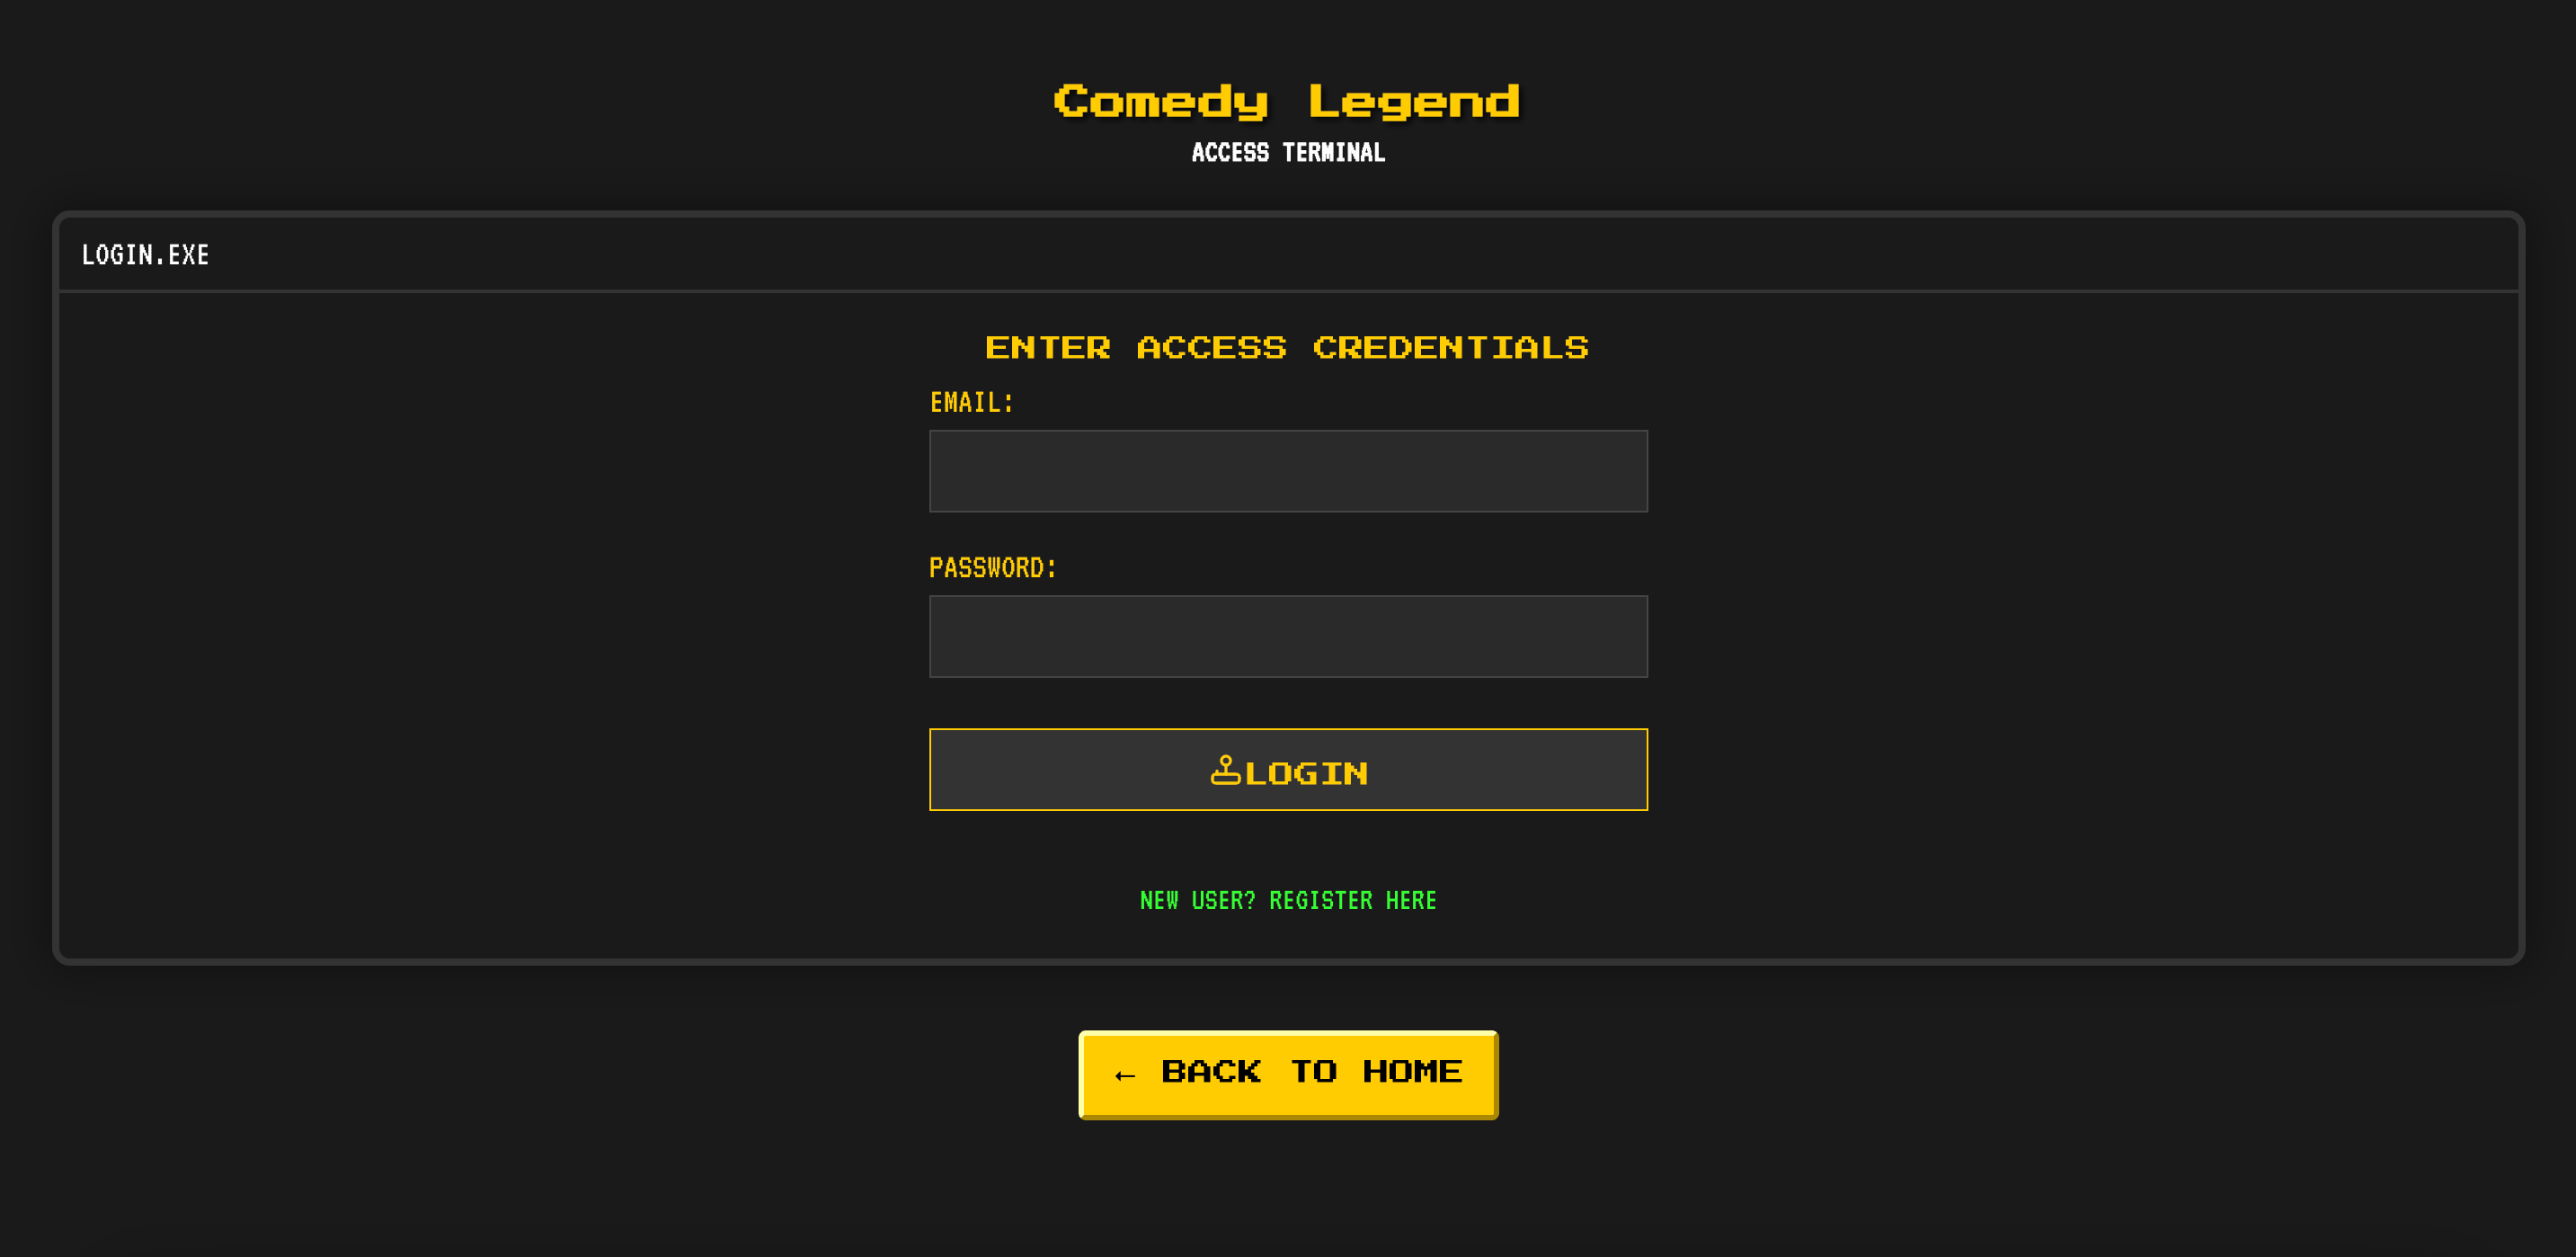 Comedy Legend
ACCESS TERMINAL
LOGIN.EXE
ENTER ACCESS CREDENTIALS
EMAIL:
PASSWORD:
LOGIN
NEW USER? REGISTER HERE
← BACK TO HOME